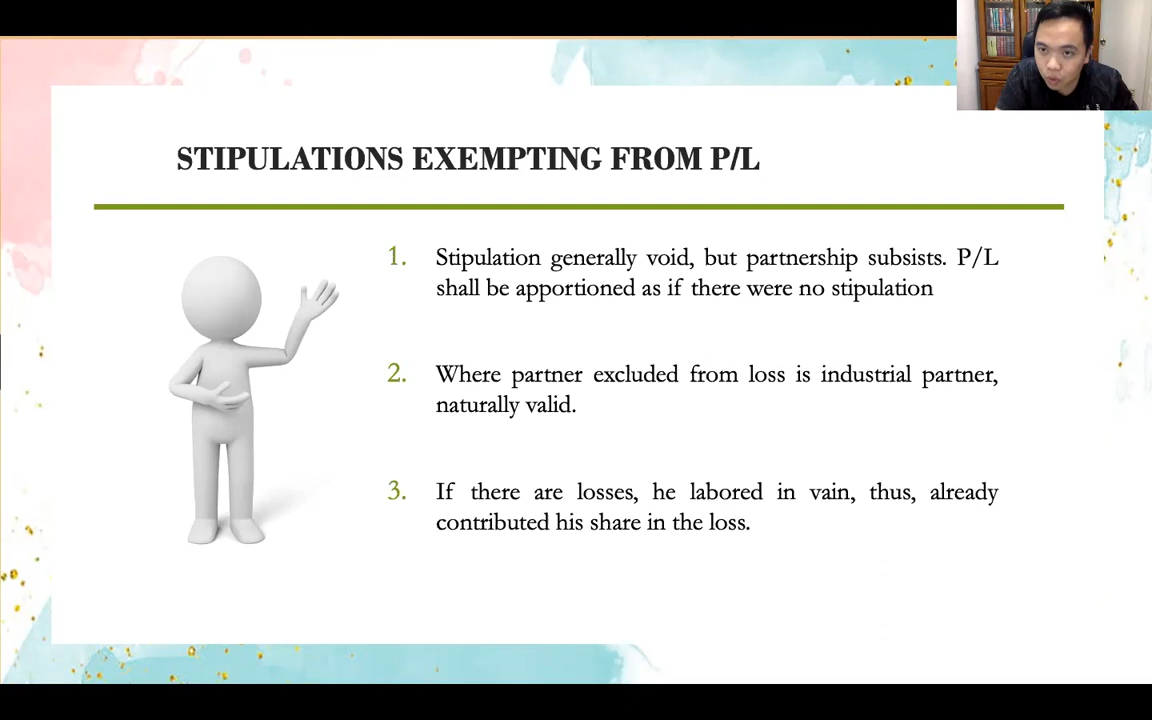 STIPULATIONS EXEMPTING FROM P/L
1. Stipulation generally void, but partnership subsists. P/L
shall be apportioned as if there were no stipulation
2. Where partner excluded from loss is industrial partner,
naturally valid.
3. If there are losses, he labored in vain, thus, already
contributed his share in the loss.